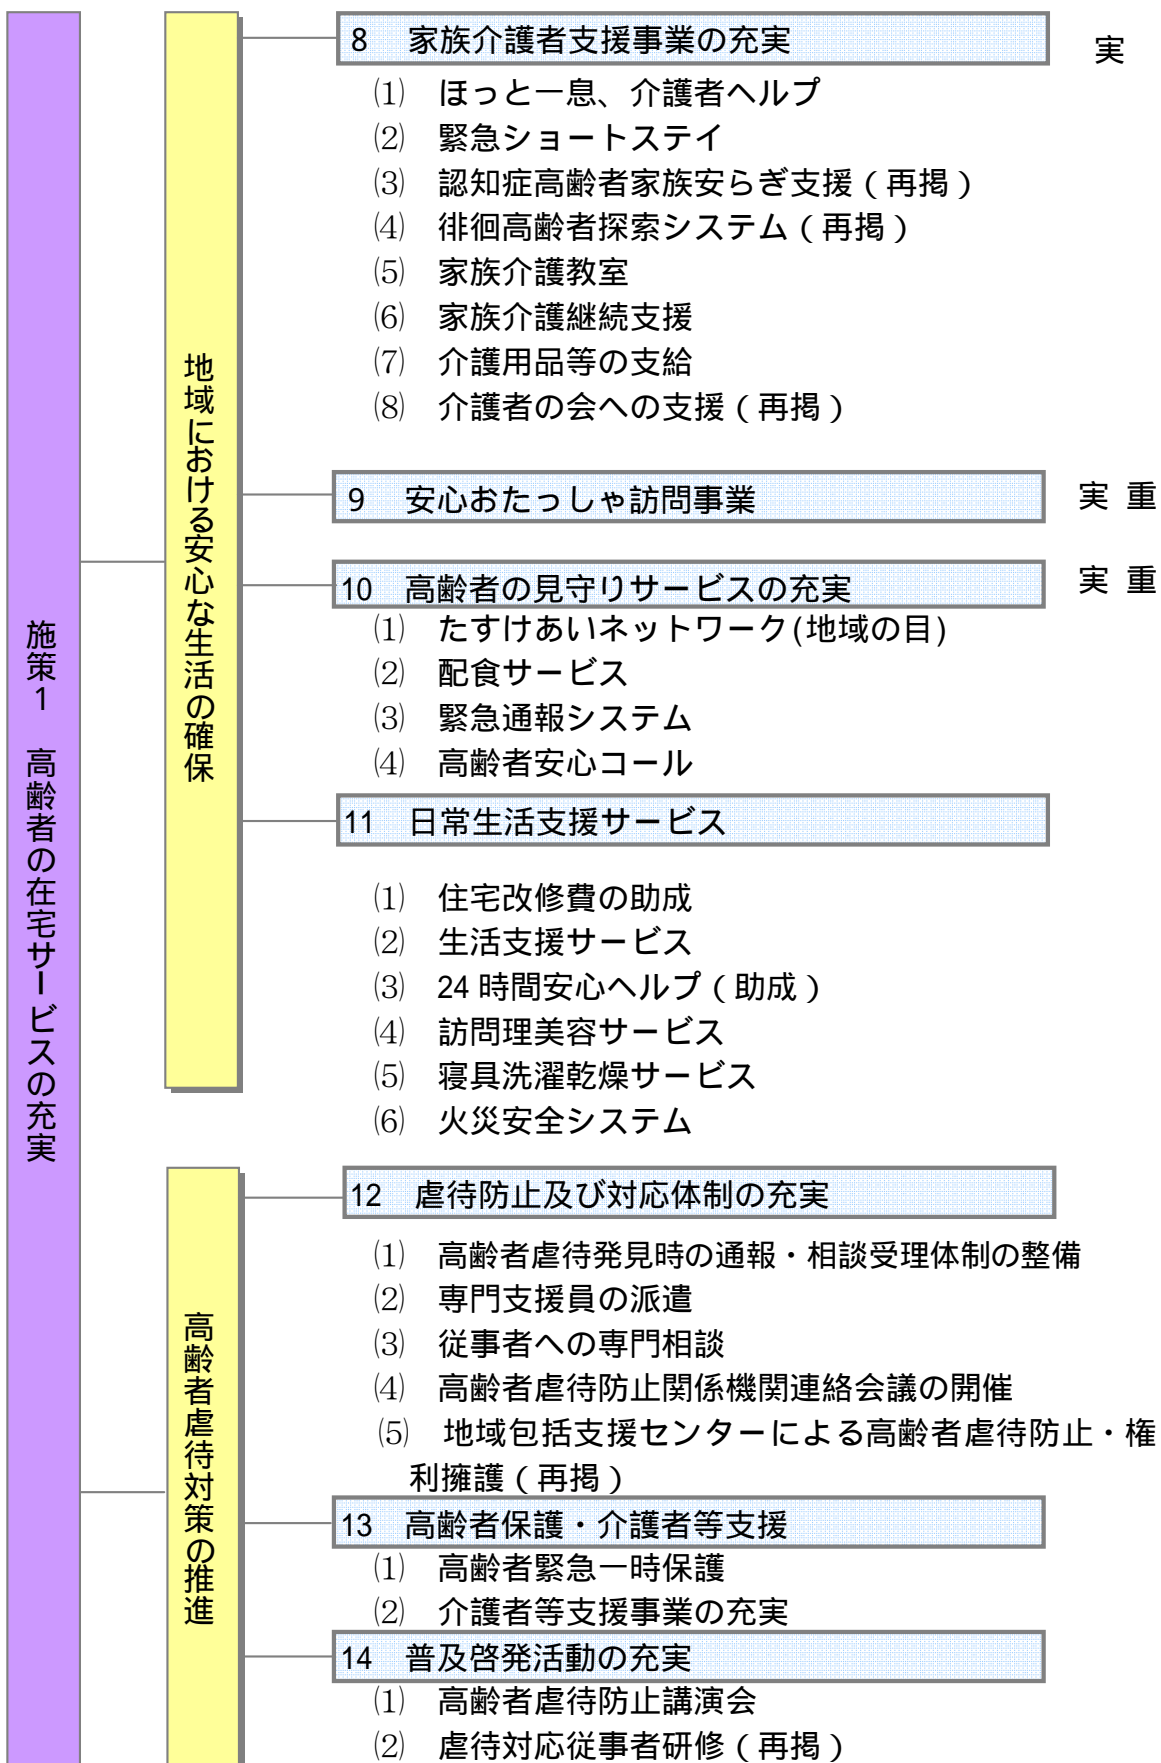 施策1　高齢者の在宅サービスの充実
地域における安心な生活の確保
8　家族介護者支援事業の充実　実
⑴　ほっと一息、介護者ヘルプ
⑵　緊急ショートステイ
⑶　認知症高齢者家族安らぎ支援（再掲）
⑷　徘徊高齢者探索システム（再掲）
⑸　家族介護教室
⑹　家族介護継続支援
⑺　介護用品等の支給
⑻　介護者の会への支援（再掲）
9　安心おたっしゃ訪問事業　実 重
10　高齢者の見守りサービスの充実　実 重
⑴　たすけあいネットワーク(地域の目)
⑵　配食サービス
⑶　緊急通報システム
⑷　高齢者安心コール
11　日常生活支援サービス
⑴　住宅改修費の助成
⑵　生活支援サービス
⑶　24時間安心ヘルプ（助成）
⑷　訪問理美容サービス
⑸　寝具洗濯乾燥サービス
⑹　火災安全システム
高齢者虐待対策の推進
12　虐待防止及び対応体制の充実
⑴　高齢者虐待発見時の通報・相談受理体制の整備
⑵　専門支援員の派遣
⑶　従事者への専門相談
⑷　高齢者虐待防止関係機関連絡会議の開催
⑸　地域包括支援センターによる高齢者虐待防止・権
利擁護（再掲）
13　高齢者保護・介護者等支援
⑴　高齢者緊急一時保護
⑵　介護者等支援事業の充実
14　普及啓発活動の充実
⑴　高齢者虐待防止講演会
⑵　虐待対応従事者研修（再掲）